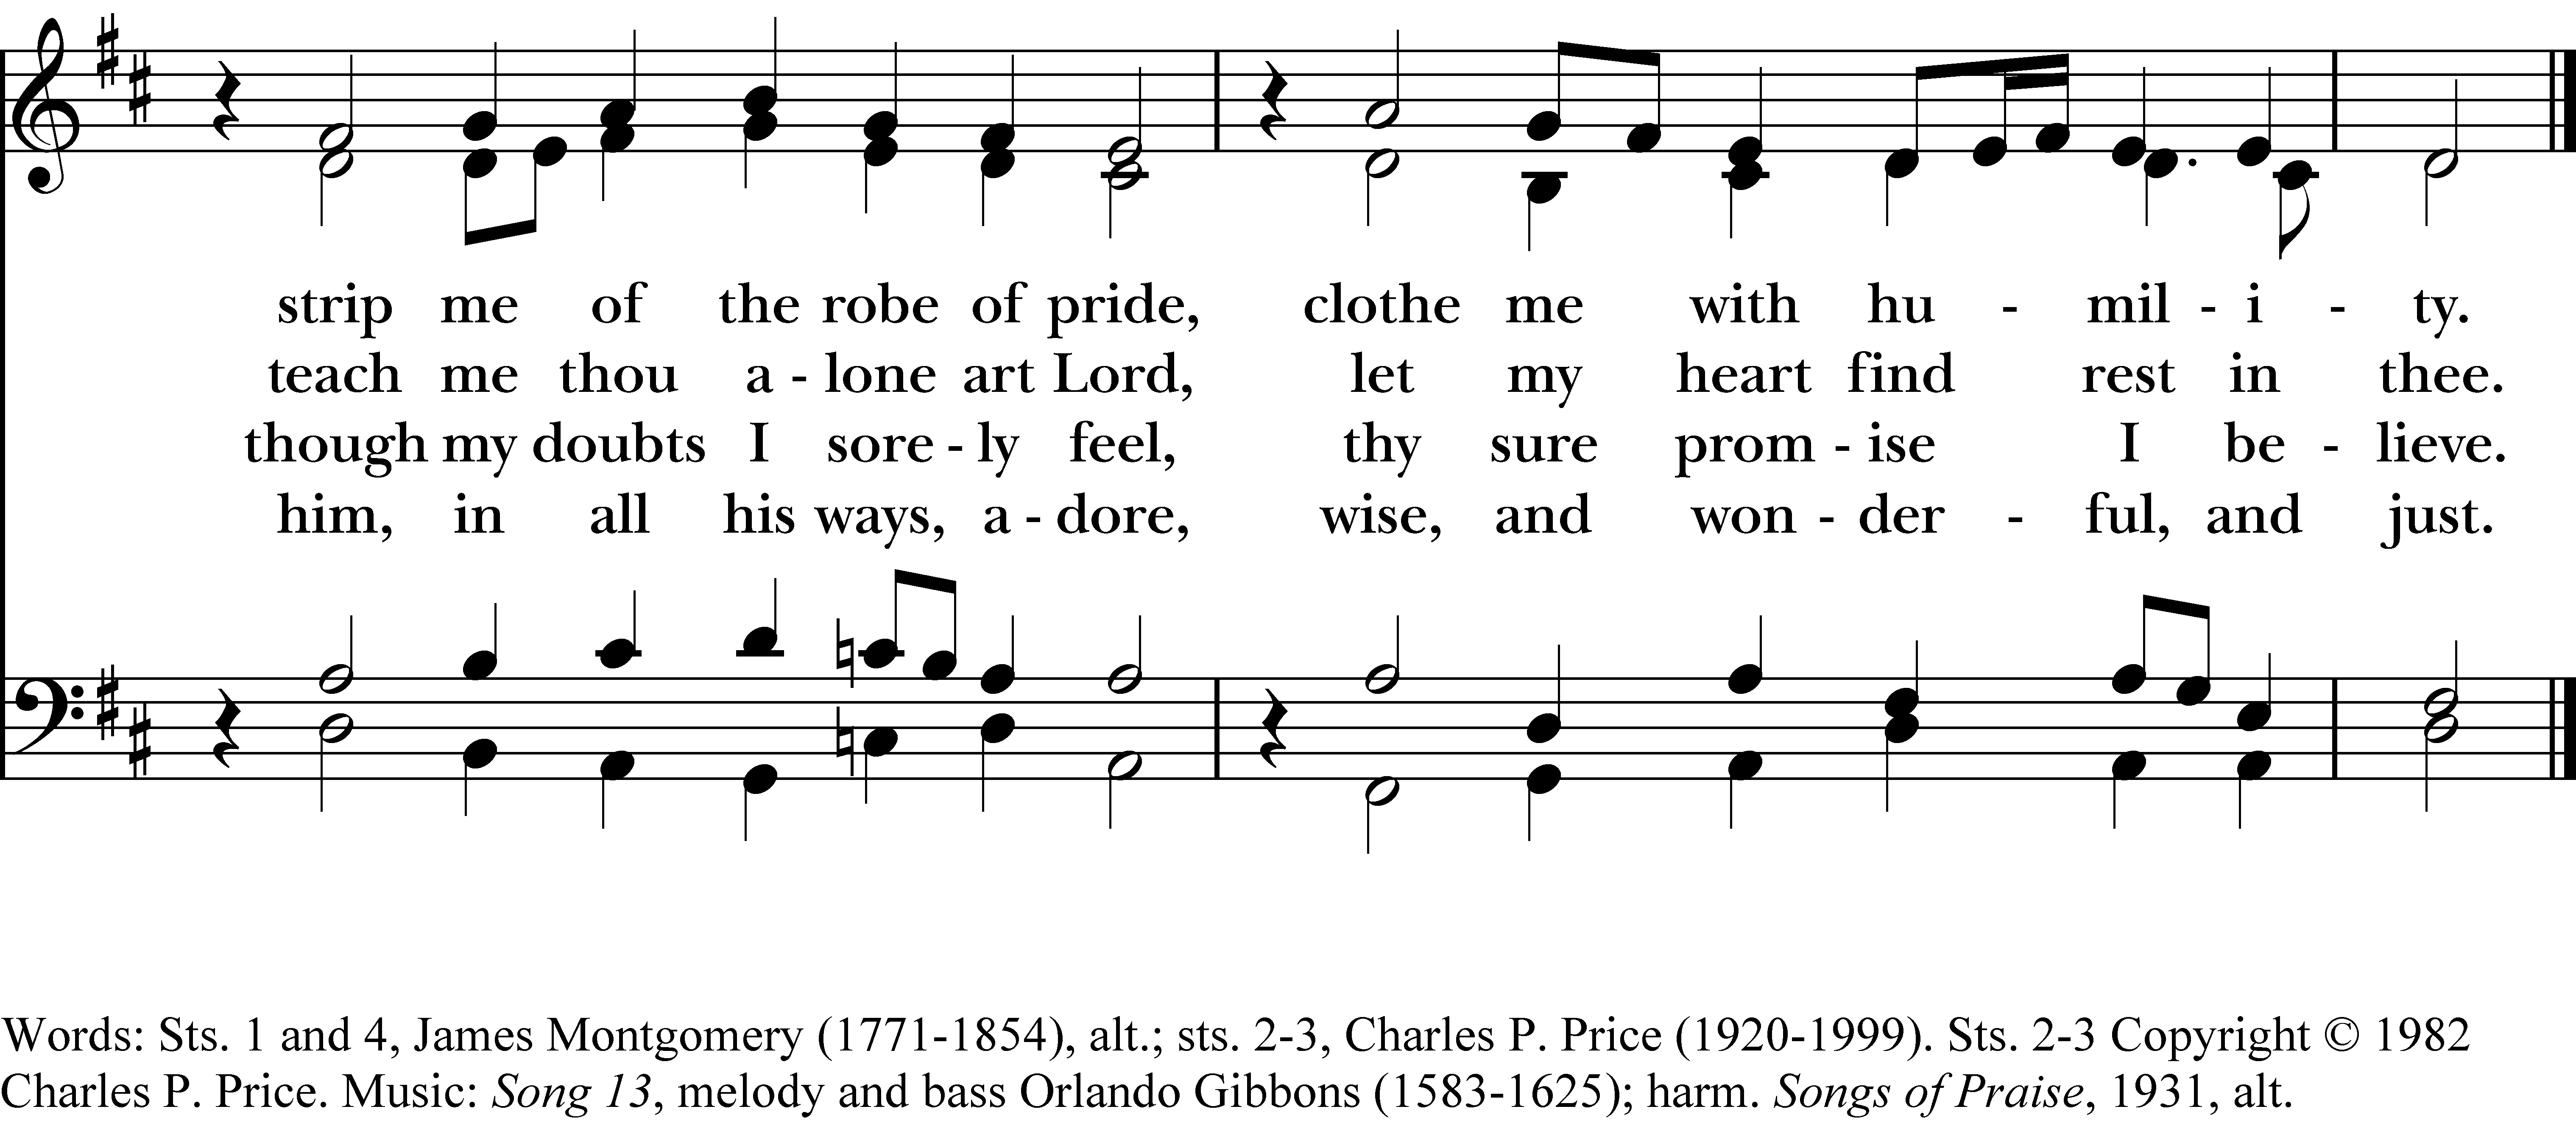 strip me of the robe of pride, clothe me with hu - mil - i - ty.
teach me thou a - lone art Lord, let my heart find rest in thee.
though my doubts I sore - ly feel, thy sure prom - ise I be - lieve.
him, in all his ways, a - dore, wise, and won - der - ful, and just.
Words: Sts. 1 and 4, James Montgomery (1771-1854), alt.; sts. 2-3, Charles P. Price (1920-1999). Sts. 2-3 Copyright © 1982
Charles P. Price. Music: Song 13, melody and bass Orlando Gibbons (1583-1625); harm. Songs of Praise, 1931, alt.